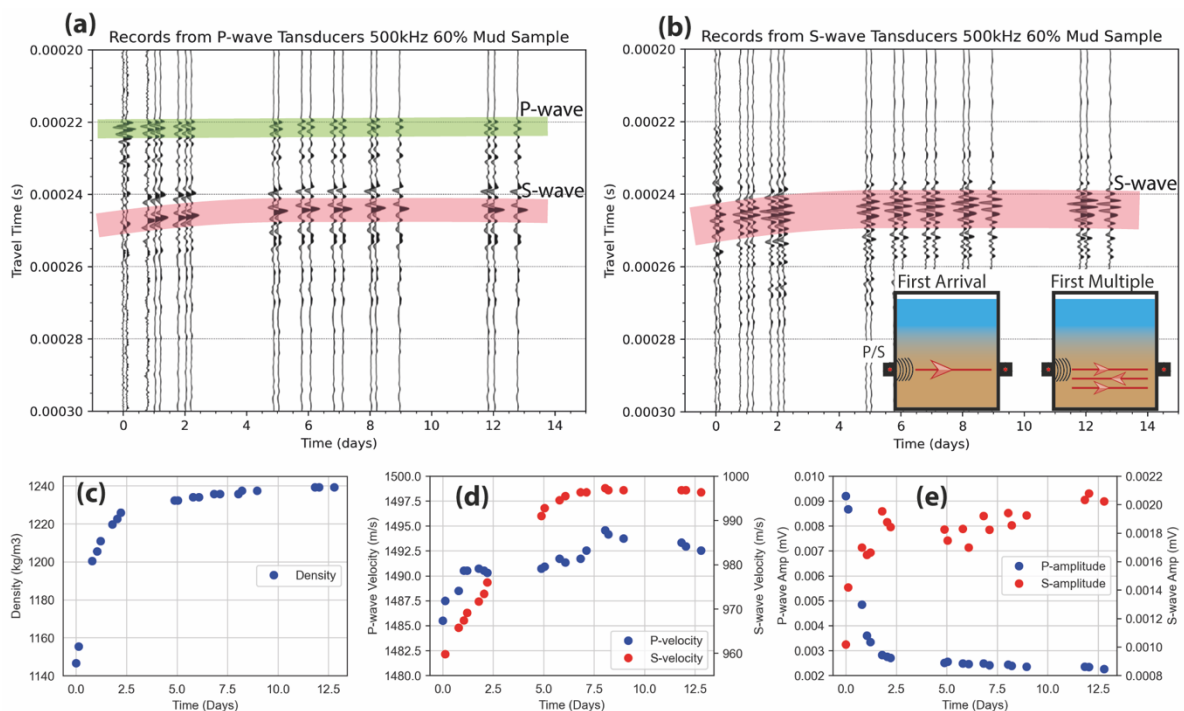 (a)
Records from P-wave Tansducers 500kHz 60% Mud Sample
0.00020
0.00022
0.00024
0.00026
0.00028
0.00030
Travel Time (s)
P-wave
S-wave
0 2 4 6 8 10 12 14
Time (days)
(b)
Records from S-wave Tansducers 500kHz 60% Mud Sample
0.00020
0.00022
0.00024
0.00026
0.00028
0.00030
Travel Time (s)
S-wave
First Arrival
First Multiple
P/S
0 2 4 6 8 10 12 14
Time (days)
(c)
1240
1220
1200
1180
1160
1140
Density (kg/m3)
Density
0.0 2.5 5.0 7.5 10.0 12.5
Time (Days)
(d)
1500.0
1497.5
1495.0
1492.5
1490.0
1487.5
1485.0
1482.5
1480.0
P-wave Velocity (m/s)
P-velocity
S-velocity
1000
990
980
970
960
S-wave Velocity (m/s)
0.0 2.5 5.0 7.5 10.0 12.5
Time (Days)
(e)
0.010
0.009
0.008
0.007
0.006
0.005
0.004
0.003
0.002
P-wave Amp (mV)
P-amplitude
S-amplitude
0.0022
0.0020
0.0018
0.0016
0.0014
0.0012
0.0010
0.0008
S-wave Amp (mV)
0.0 2.5 5.0 7.5 10.0 12.5
Time (Days)